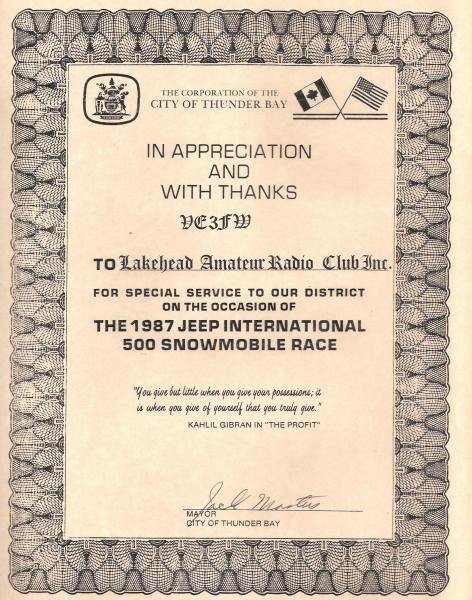 THE CORPORATION OF THE
CITY OF THUNDER BAY
IN APPRECIATION
AND
WITH THANKS
VE3FW
TO Lakehead Amateur Radio Club Inc.
FOR SPECIAL SERVICE TO OUR DISTRICT
ON THE OCCASION OF
THE 1987 JEEP INTERNATIONAL
500 SNOWMOBILE RACE
"You give but little when you give your possessions; it
is when you give of yourself that you truly give."
KAHLIL GIBRAN IN "THE PROFIT"
Jack Masters
MAYOR
CITY OF THUNDER BAY